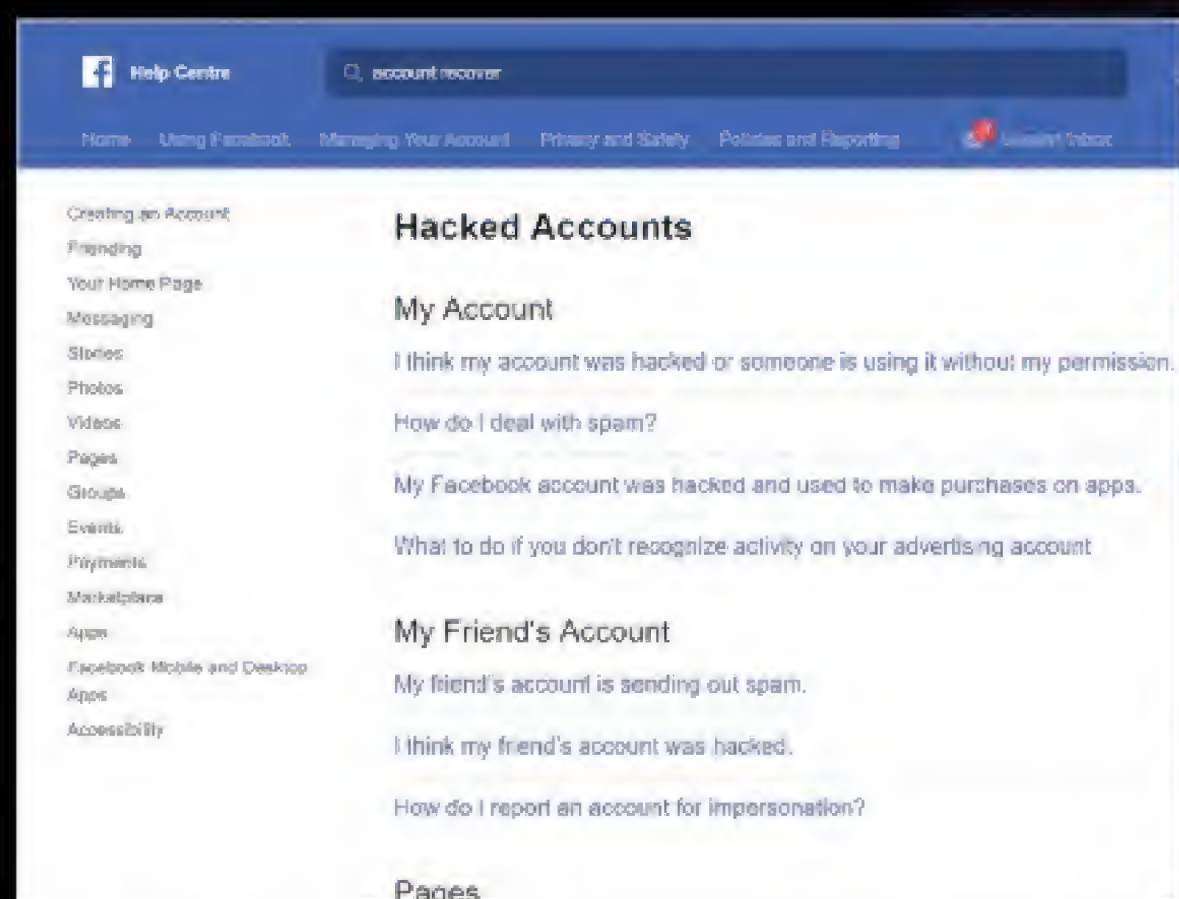 f Help Centre
account recover
Home Using Facebook Managing Your Account Privacy and Safety Policies and Reporting Support Inbox
Creating an Account
Friending
Your Home Page
Messaging
Stories
Photos
Videos
Pages
Groups
Events
Payments
Marketplace
Apps
Facebook Mobile and Desktop
Apps
Accessibility
Hacked Accounts
My Account
I think my account was hacked or someone is using it without my permission.
How do I deal with spam?
My Facebook account was hacked and used to make purchases on apps.
What to do if you don't recognize activity on your advertising account
My Friend's Account
My friend's account is sending out spam.
I think my friend's account was hacked.
How do I report an account for impersonation?
Pages